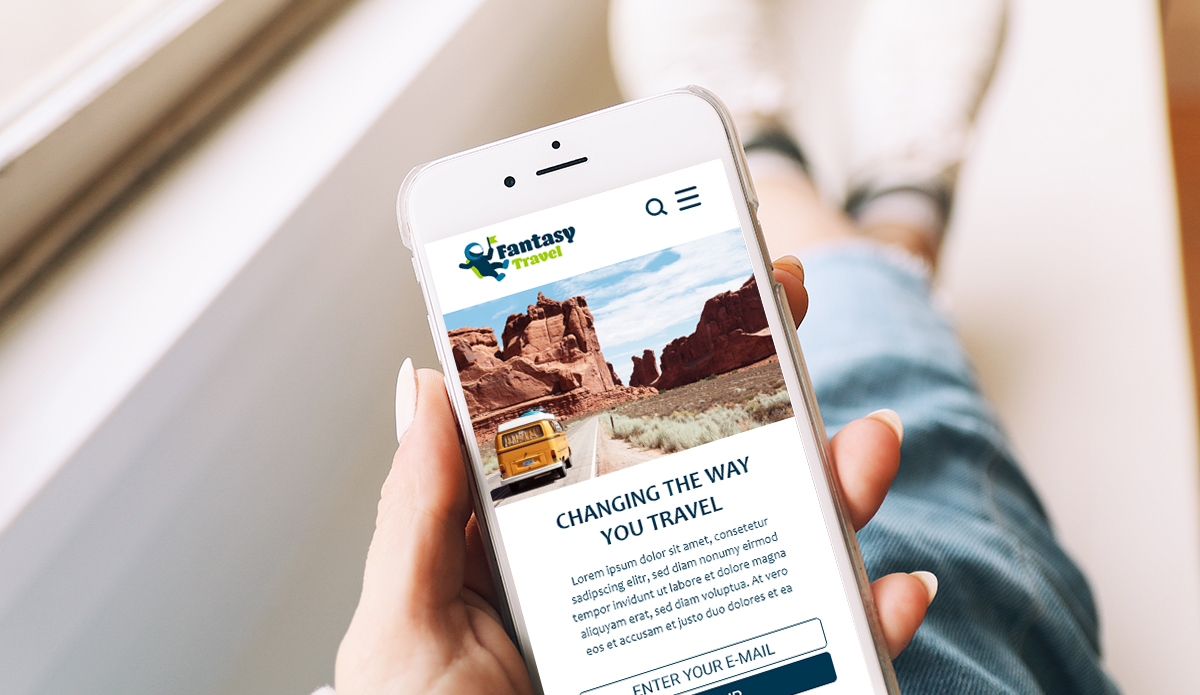 Fantasy
Travel
CHANGING THE WAY
YOU TRAVEL
Lorem ipsum dolor sit amet, consetetur
sadipscing elitr, sed diam nonumy eirmod
tempor invidunt ut labore et dolore magna
aliquyam erat, sed diam voluptua. At vero
eos et accusam et justo duo dolores et ea
ENTER YOUR E-MAIL